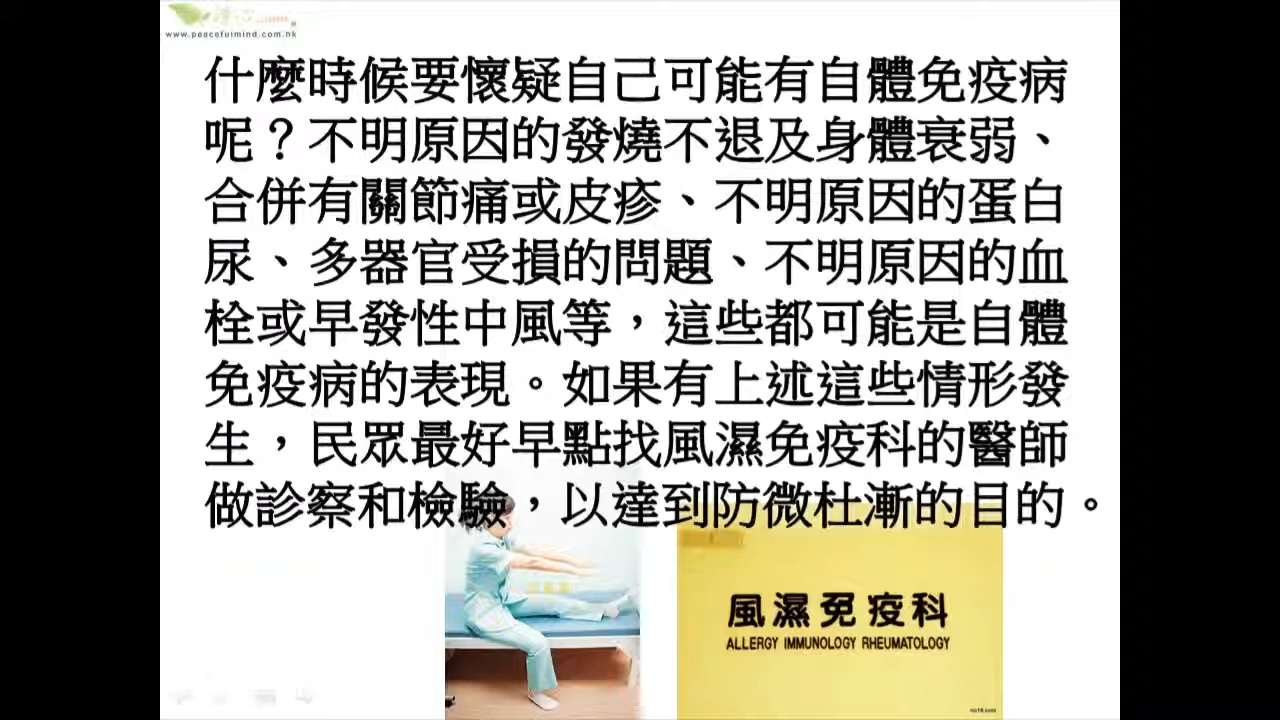 www.peacefulmind.com.hk
什麼時候要懷疑自己可能有自體免疫病
呢？不明原因的發燒不退及身體衰弱、
合併有關節痛或皮疹、不明原因的蛋白
尿、多器官受損的問題、不明原因的血
栓或早發性中風等，這些都可能是自體
免疫病的表現。如果有上述這些情形發
生，民眾最好早點找風濕免疫科的醫師
做診察和檢驗，以達到防微杜漸的目的。
風濕免疫科
ALLERGY IMMUNOLOGY RHEUMATOLOGY